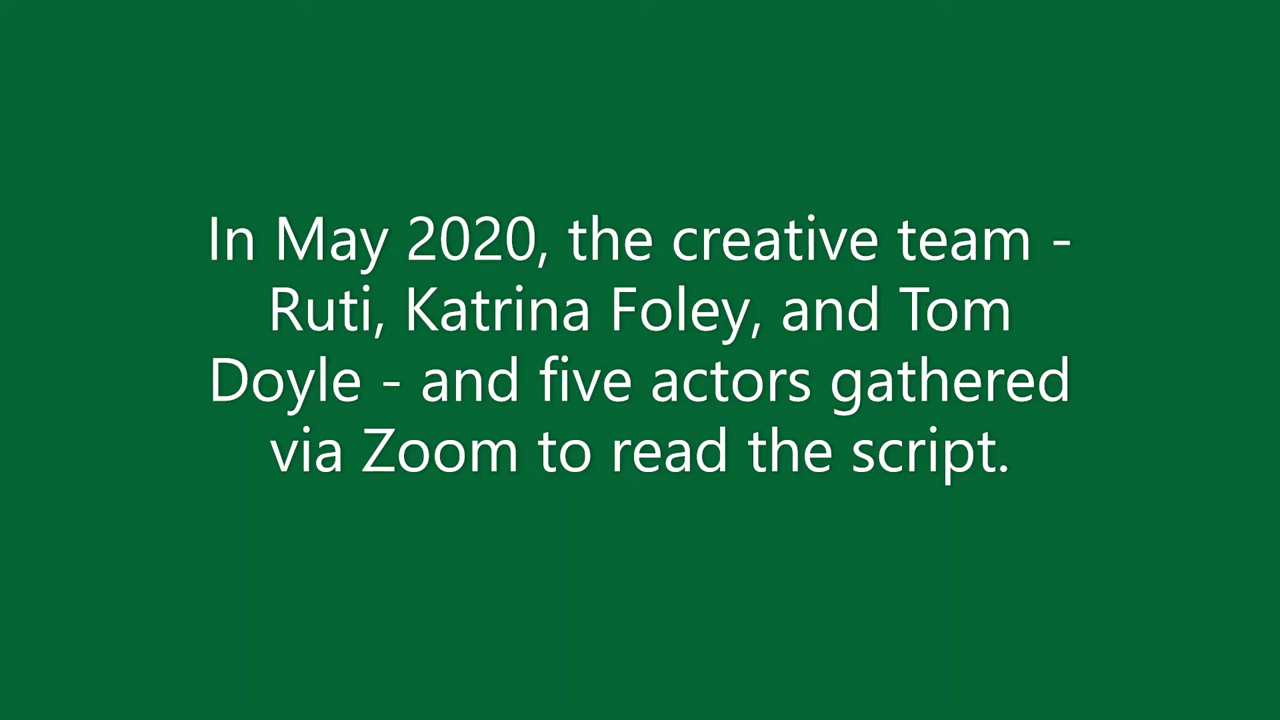 In May 2020, the creative team -
Ruti, Katrina Foley, and Tom
Doyle - and five actors gathered
via Zoom to read the script.